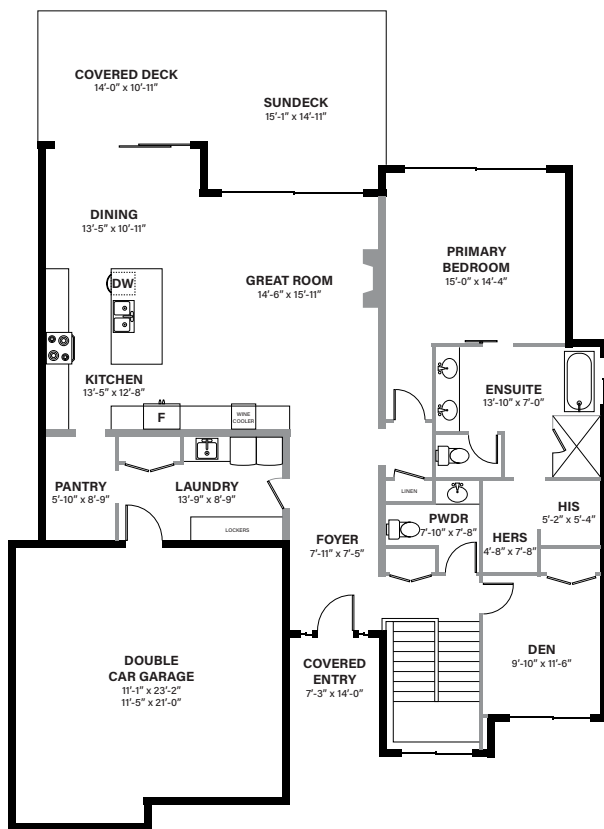 COVERED DECK
14'-0" x 10'-11"
SUNDECK
15'-1" x 14'-11"
DINING
13'-5" x 10'-11"
PRIMARY
BEDROOM
15'-0" x 14'-4"
GREAT ROOM
14'-6" x 15'-11"
DW
KITCHEN
13'-5" x 12'-8"
ENSUITE
13'-10" x 7'-0"
F
WINE
COOLER
PANTRY
5'-10" x 8'-9"
LAUNDRY
13'-9" x 8'-9"
LINEN
LOCKERS
PWDR
7'-10" x 7'-8"
HIS
5'-2" x 5'-4"
HERS
4'-8" x 7'-8"
FOYER
7'-11" x 7'-5"
DOUBLE
CAR GARAGE
11'-1" x 23'-2"
11'-5" x 21'-0"
COVERED
ENTRY
7'-3" x 14'-0"
DEN
9'-10" x 11'-6"